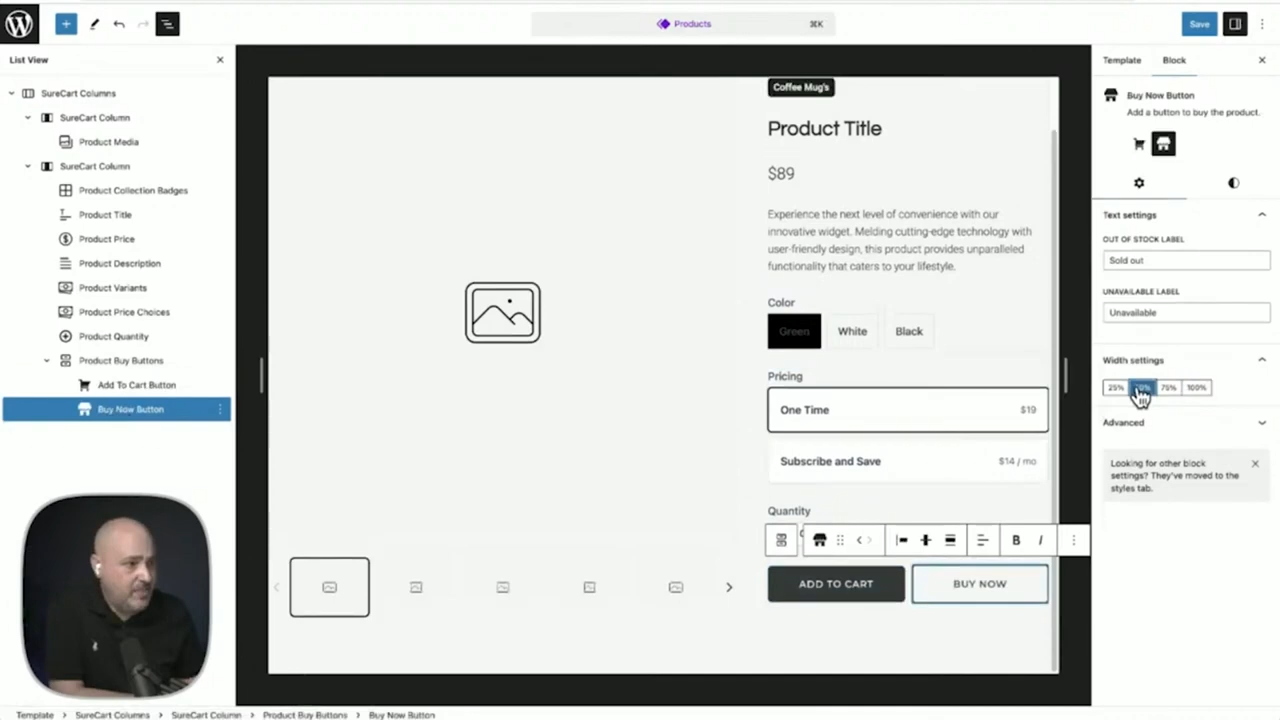 Products
⌘K
Save
List View
SureCart Columns
SureCart Column
Product Media
SureCart Column
Product Collection Badges
Product Title
Product Price
Product Description
Product Variants
Product Price Choices
Product Quantity
Product Buy Buttons
Add To Cart Button
Buy Now Button
Coffee Mug's
Product Title
$89
Experience the next level of convenience with our
innovative widget. Melding cutting-edge technology with
user-friendly design, this product provides unparalleled
functionality that caters to your lifestyle.
Color
Green White Black
Pricing
One Time $19
Subscribe and Save $14 / mo
Quantity
B I
ADD TO CART BUY NOW
Template Block
Buy Now Button
Add a button to buy the product.
Text settings
OUT OF STOCK LABEL
Sold out
UNAVAILABLE LABEL
Unavailable
Width settings
25% 75% 100%
Advanced
Looking for other block
settings? They've moved to the
styles tab.
Template > SureCart Columns > SureCart Column > Product Buy Buttons > Buy Now Button